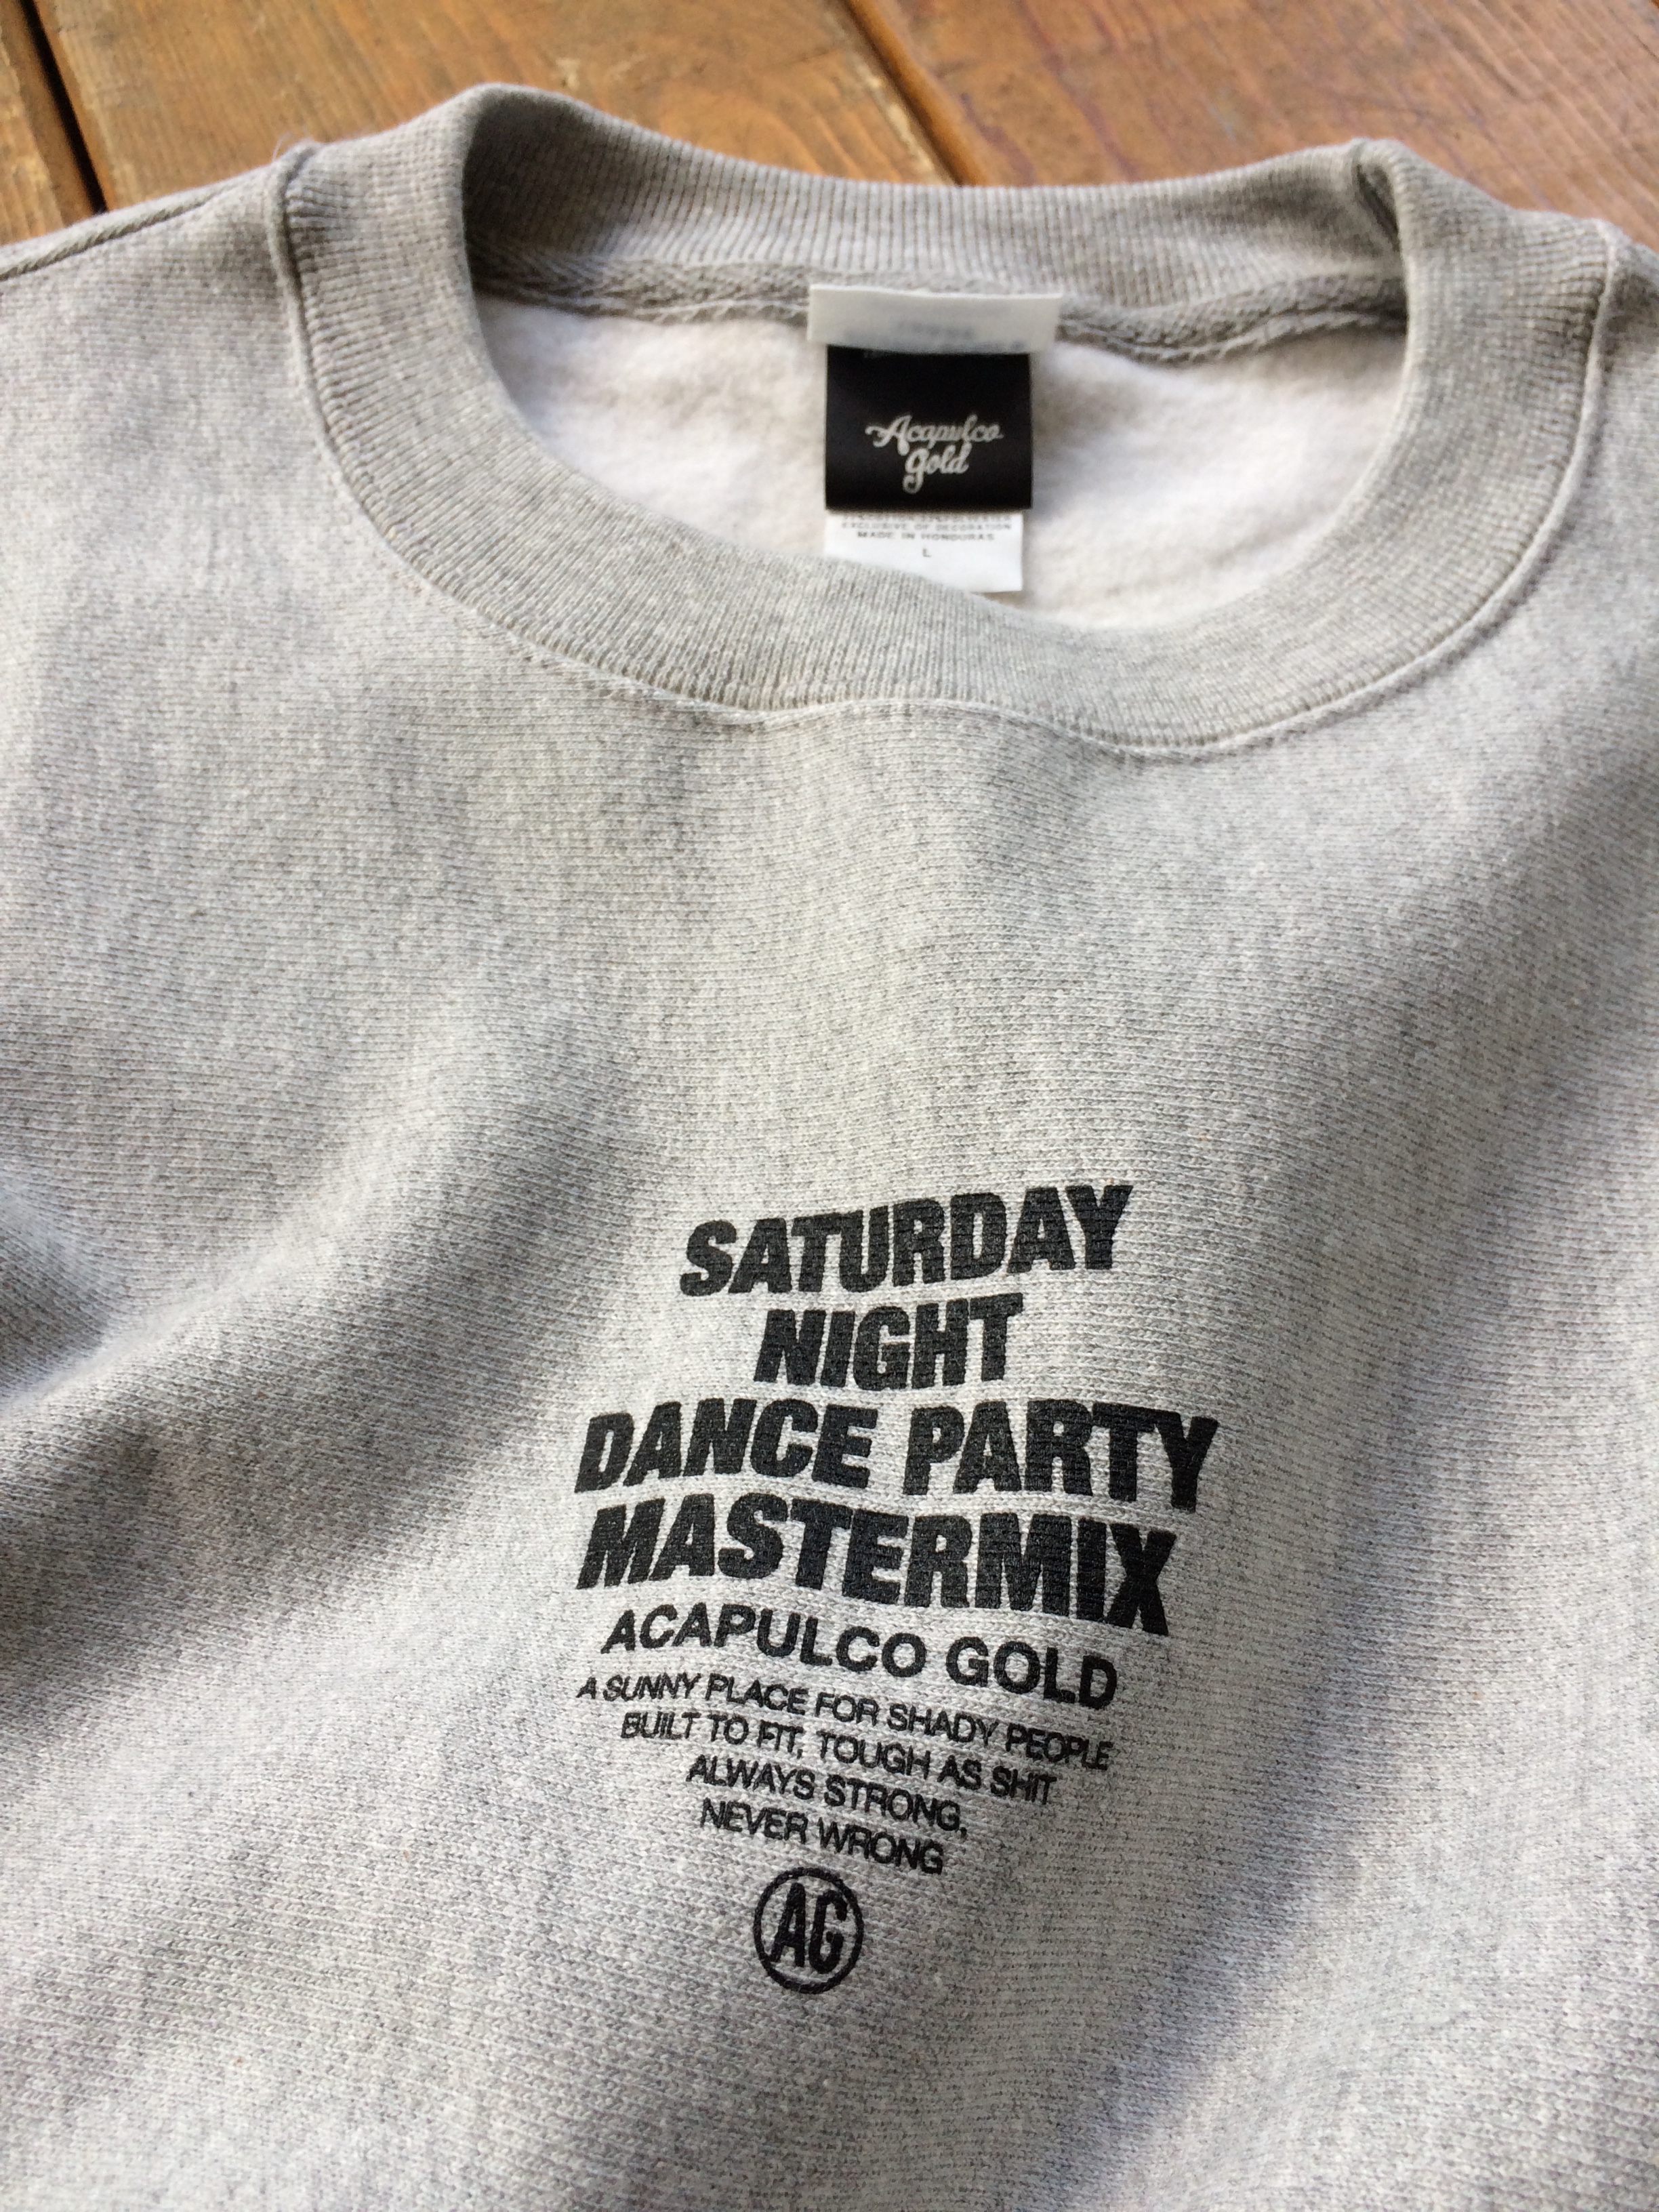 Acapulco
Gold
EXCLUSIVE OF DECORATION
MADE IN HONDURAS
L
SATURDAY
NIGHT
DANCE PARTY
MASTERMIX
ACAPULCO GOLD
A SUNNY PLACE FOR SHADY PEOPLE
BUILT TO FIT, TOUGH AS SHIT
ALWAYS STRONG,
NEVER WRONG
AG